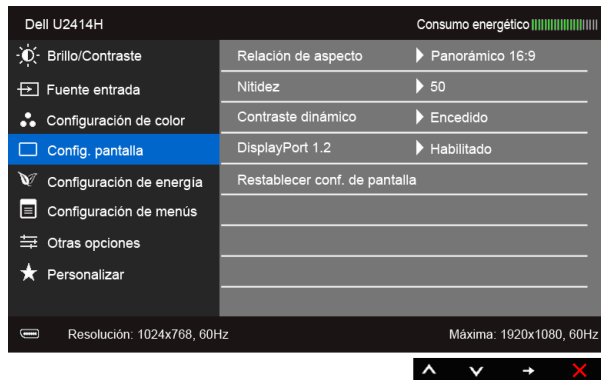 Dell U2414H
Consumo energético
Brillo/Contraste
Relación de aspecto
Panorámico 16:9
Fuente entrada
Nitidez
50
Configuración de color
Contraste dinámico
Encedido
Config. pantalla
DisplayPort 1.2
Habilitado
Configuración de energía
Restablecer conf. de pantalla
Configuración de menús
Otras opciones
Personalizar
Resolución: 1024x768, 60Hz
Máxima: 1920x1080, 60Hz